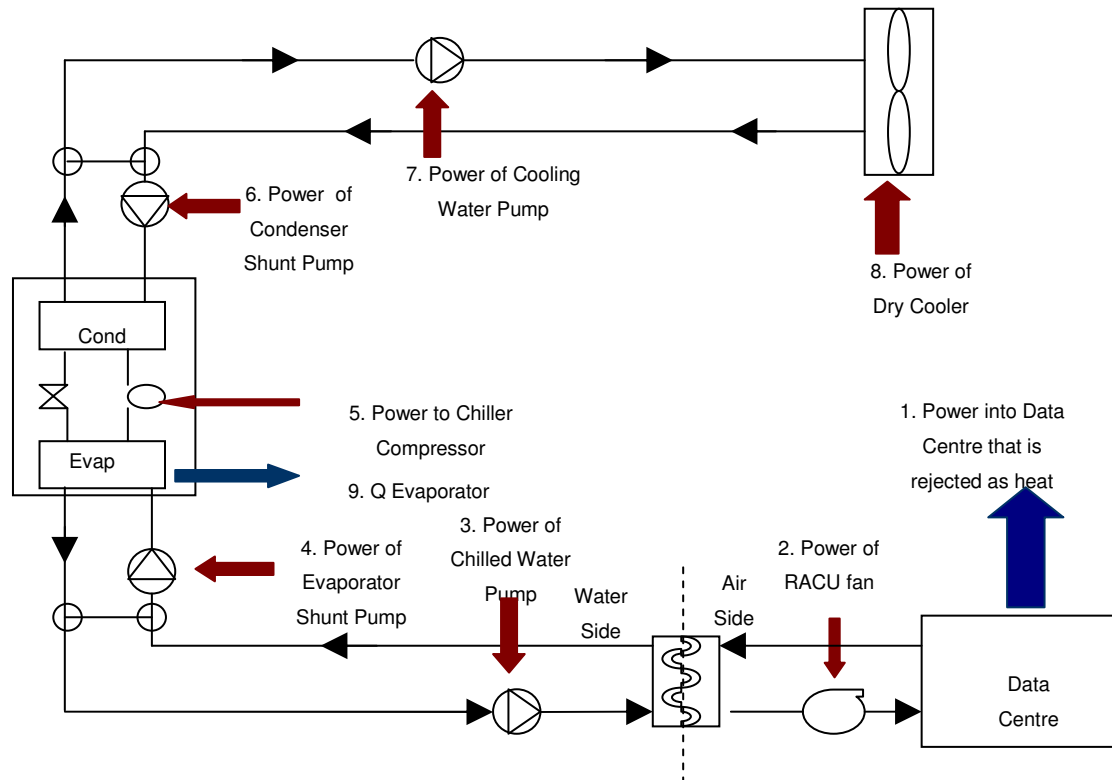 7. Power of Cooling
Water Pump
6. Power of
Condenser
Shunt Pump
8. Power of
Dry Cooler
Cond
5. Power to Chiller
Compressor
1. Power into Data
Centre that is
rejected as heat
Evap
9. Q Evaporator
3. Power of
Chilled Water
Pump
4. Power of
Evaporator
Shunt Pump
2. Power of
RACU fan
Water
Side
Air
Side
Data
Centre